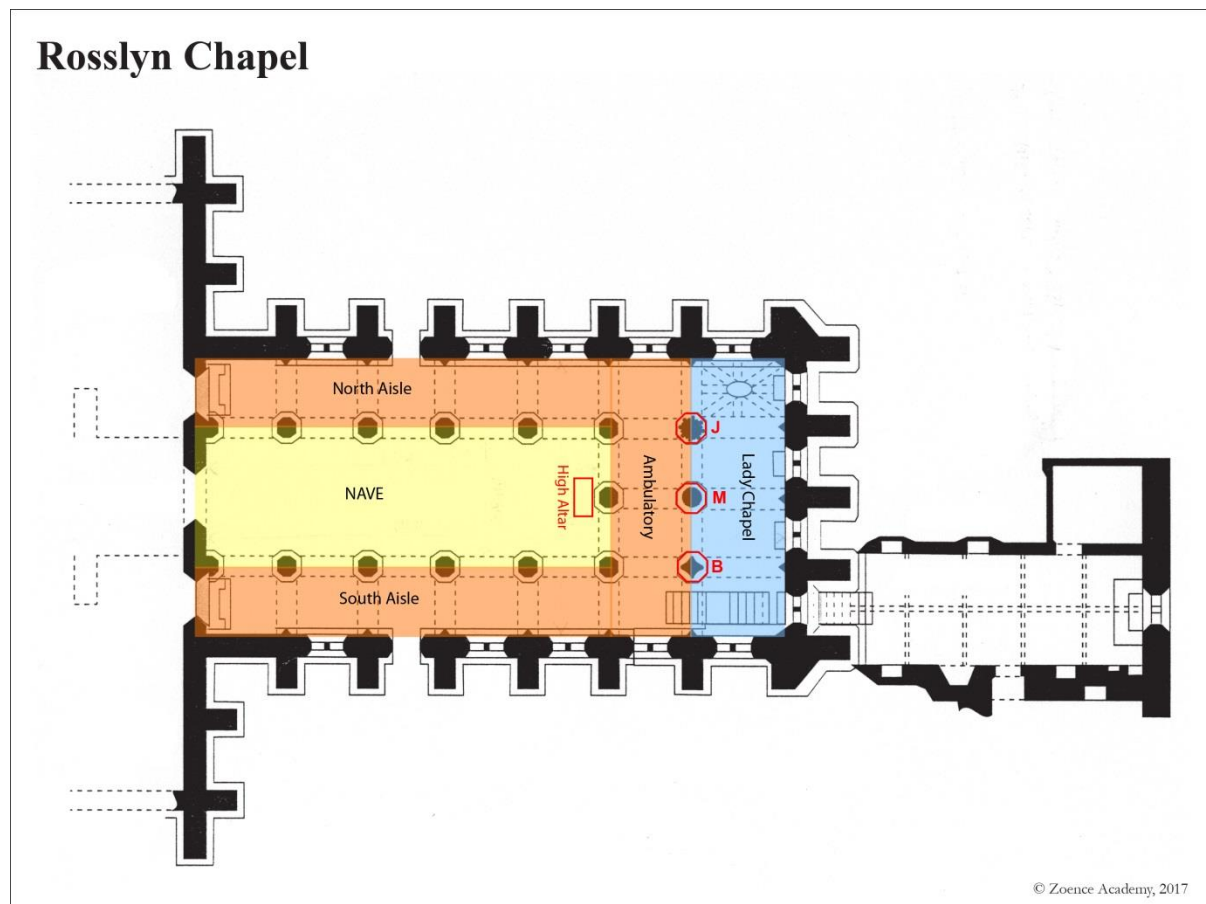 Rosslyn Chapel
North Aisle
J
NAVE
High Altar
Ambulatory
M
Lady Chapel
B
South Aisle
© Zoence Academy, 2017